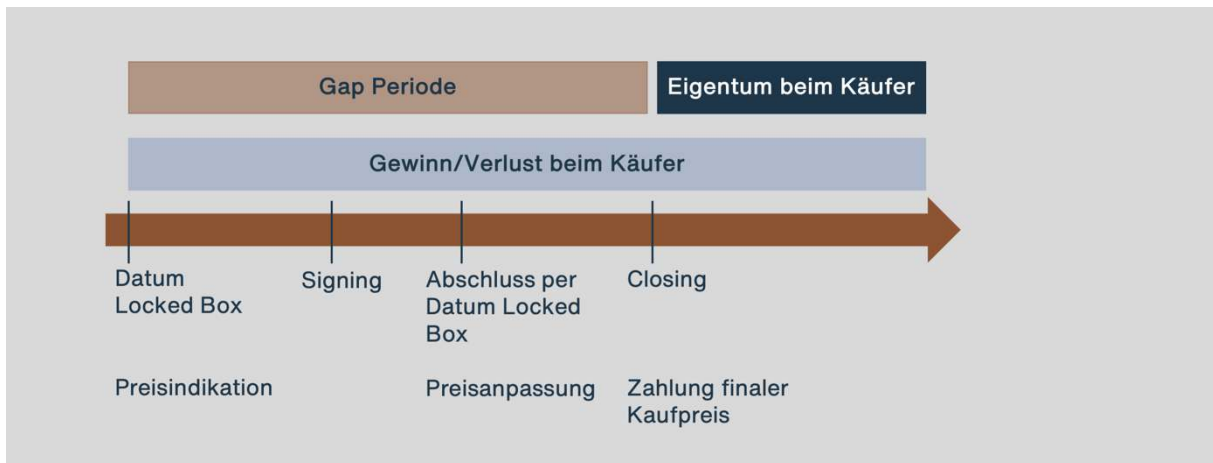 Gap Periode
Eigentum beim Käufer
Gewinn/Verlust beim Käufer
Datum
Locked Box
Signing
Abschluss per
Datum Locked
Box
Closing
Preisindikation
Preisanpassung
Zahlung finaler
Kaufpreis